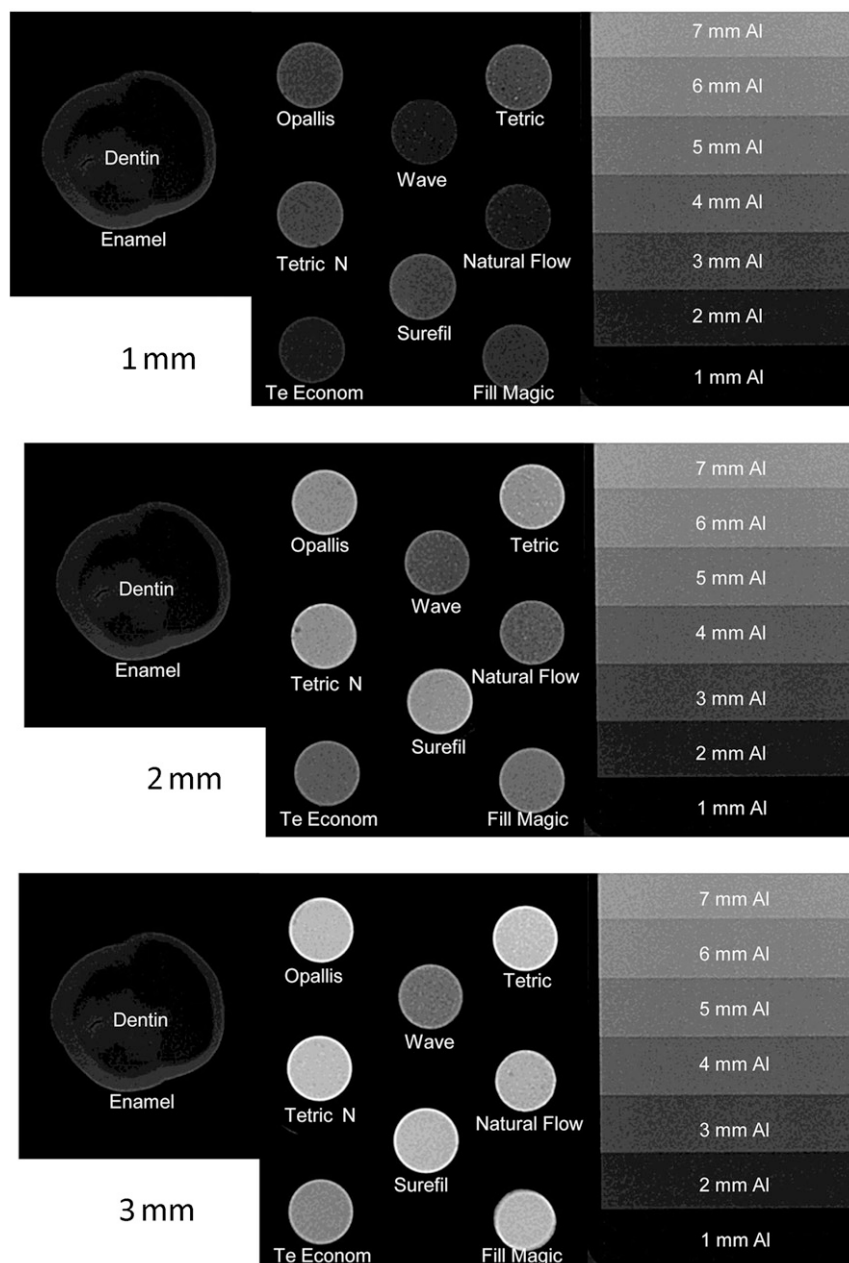 Opallis
Tetric
Wave
Dentin
Enamel
Tetric N
Natural Flow
Surefil
Te Econom
Fill Magic
7 mm Al
6 mm Al
5 mm Al
4 mm Al
3 mm Al
2 mm Al
1 mm Al
1 mm
Opallis
Tetric
Wave
Dentin
Enamel
Tetric N
Natural Flow
Surefil
Te Econom
Fill Magic
7 mm Al
6 mm Al
5 mm Al
4 mm Al
3 mm Al
2 mm Al
1 mm Al
2 mm
Opallis
Tetric
Wave
Dentin
Enamel
Tetric N
Natural Flow
Surefil
Te Econom
Fill Magic
7 mm Al
6 mm Al
5 mm Al
4 mm Al
3 mm Al
2 mm Al
1 mm Al
3 mm